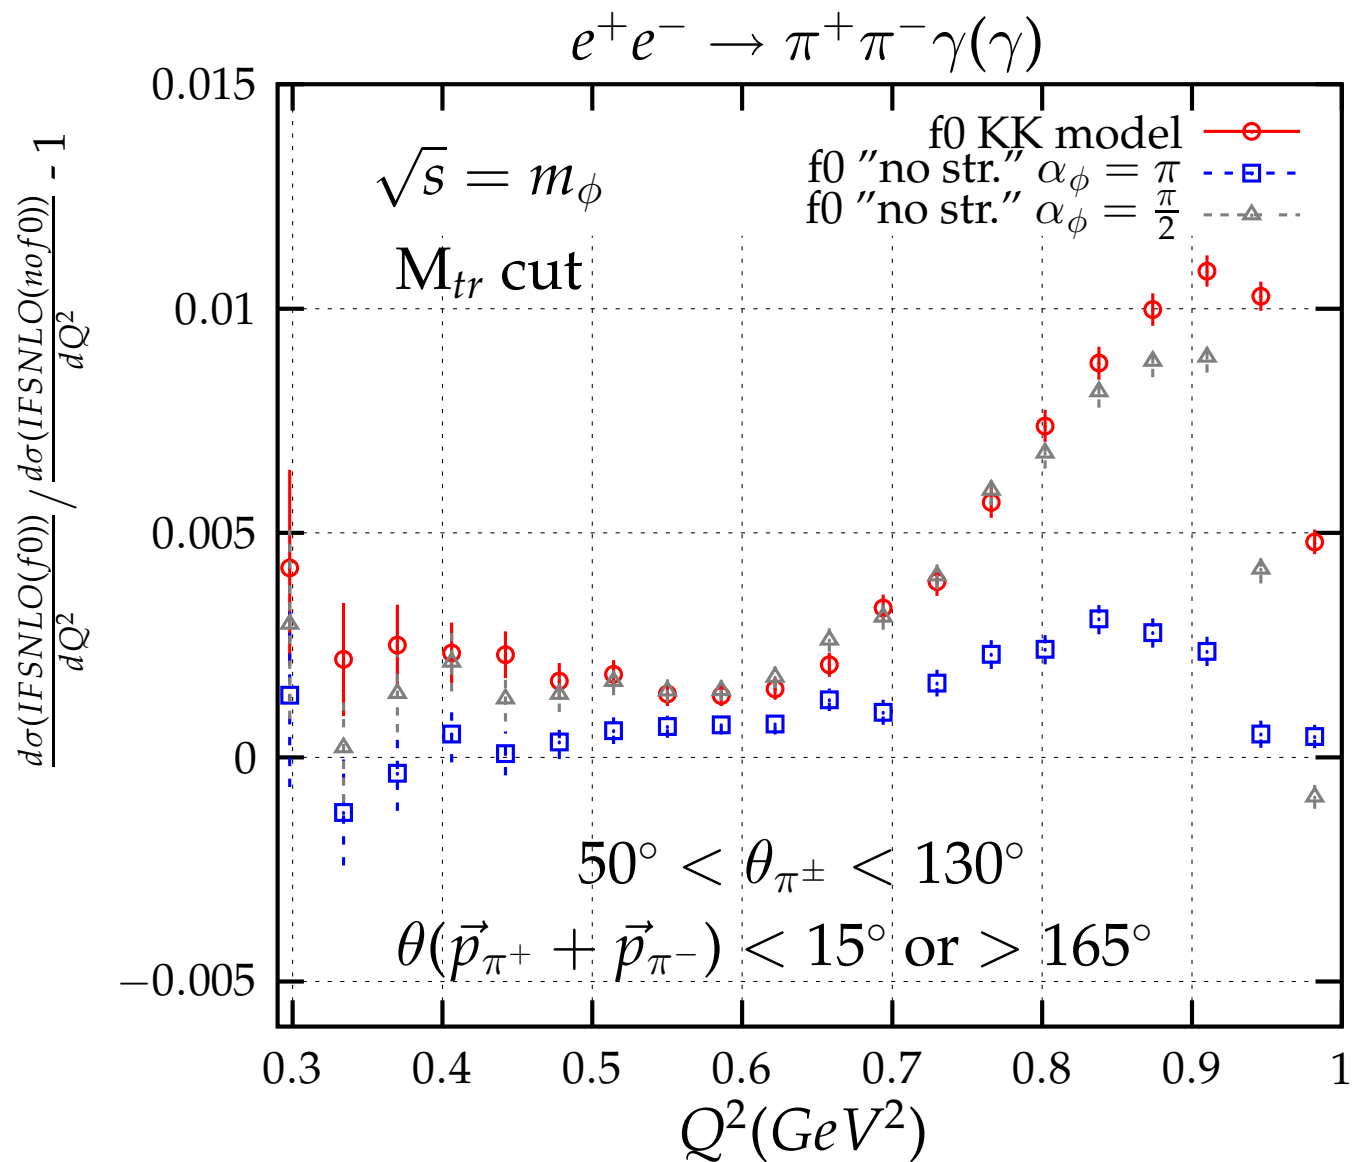 e⁺e⁻ → π⁺π⁻γ(γ)
0.015
0.01
0.005
0
−0.005
dσ(IFSNLO(f0))/dQ² / dσ(IFSNLO(nof0))/dQ² - 1
f0 KK model
f0 ”no str.” α_ϕ = π
f0 ”no str.” α_ϕ = π/2
√s = m_ϕ
M_tr cut
50° < θ_π± < 130°
θ(p⃗_π⁺ + p⃗_π⁻) < 15° or > 165°
0.3 0.4 0.5 0.6 0.7 0.8 0.9 1
Q²(GeV²)